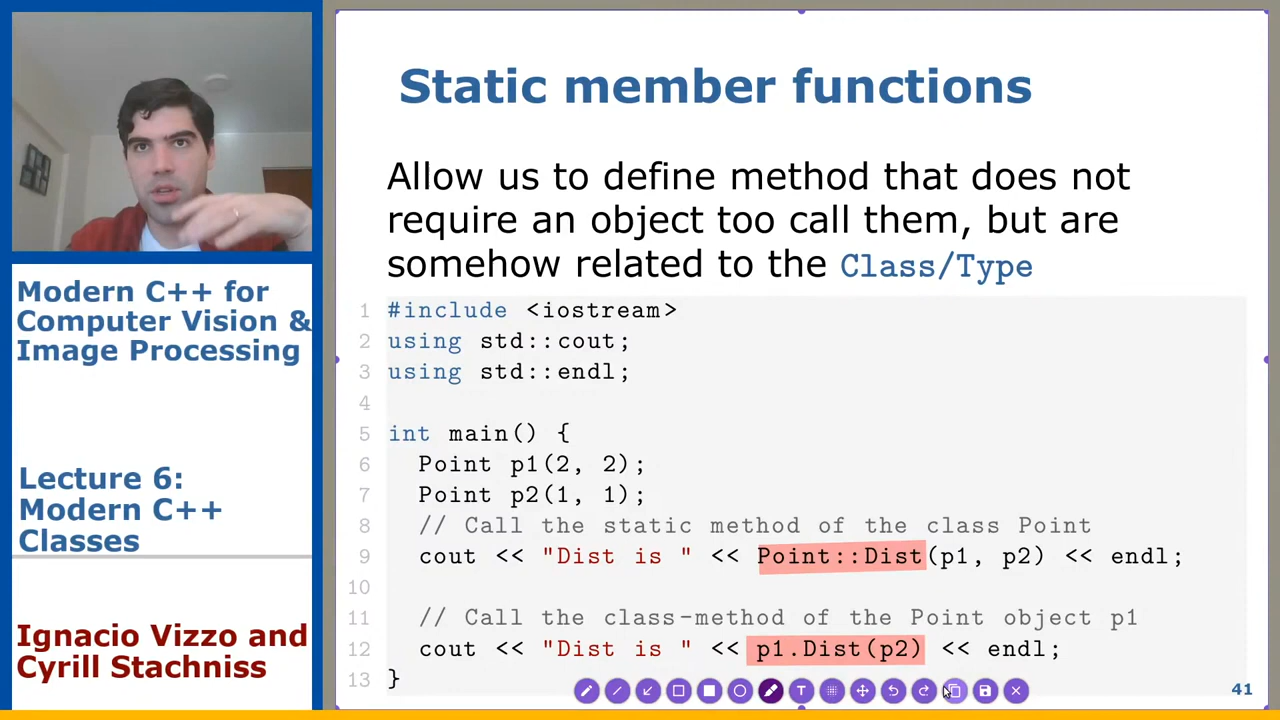 Static member functions
Allow us to define method that does not
require an object too call them, but are
somehow related to the Class/Type
1 #include <iostream>
2 using std::cout;
3 using std::endl;
4
5 int main() {
6 Point p1(2, 2);
7 Point p2(1, 1);
8 // Call the static method of the class Point
9 cout << "Dist is " << Point::Dist(p1, p2) << endl;
10
11 // Call the class-method of the Point object p1
12 cout << "Dist is " << p1.Dist(p2) << endl;
13 }
T
41
Modern C++ for
Computer Vision &
Image Processing
Lecture 6:
Modern C++
Classes
Ignacio Vizzo and
Cyrill Stachniss